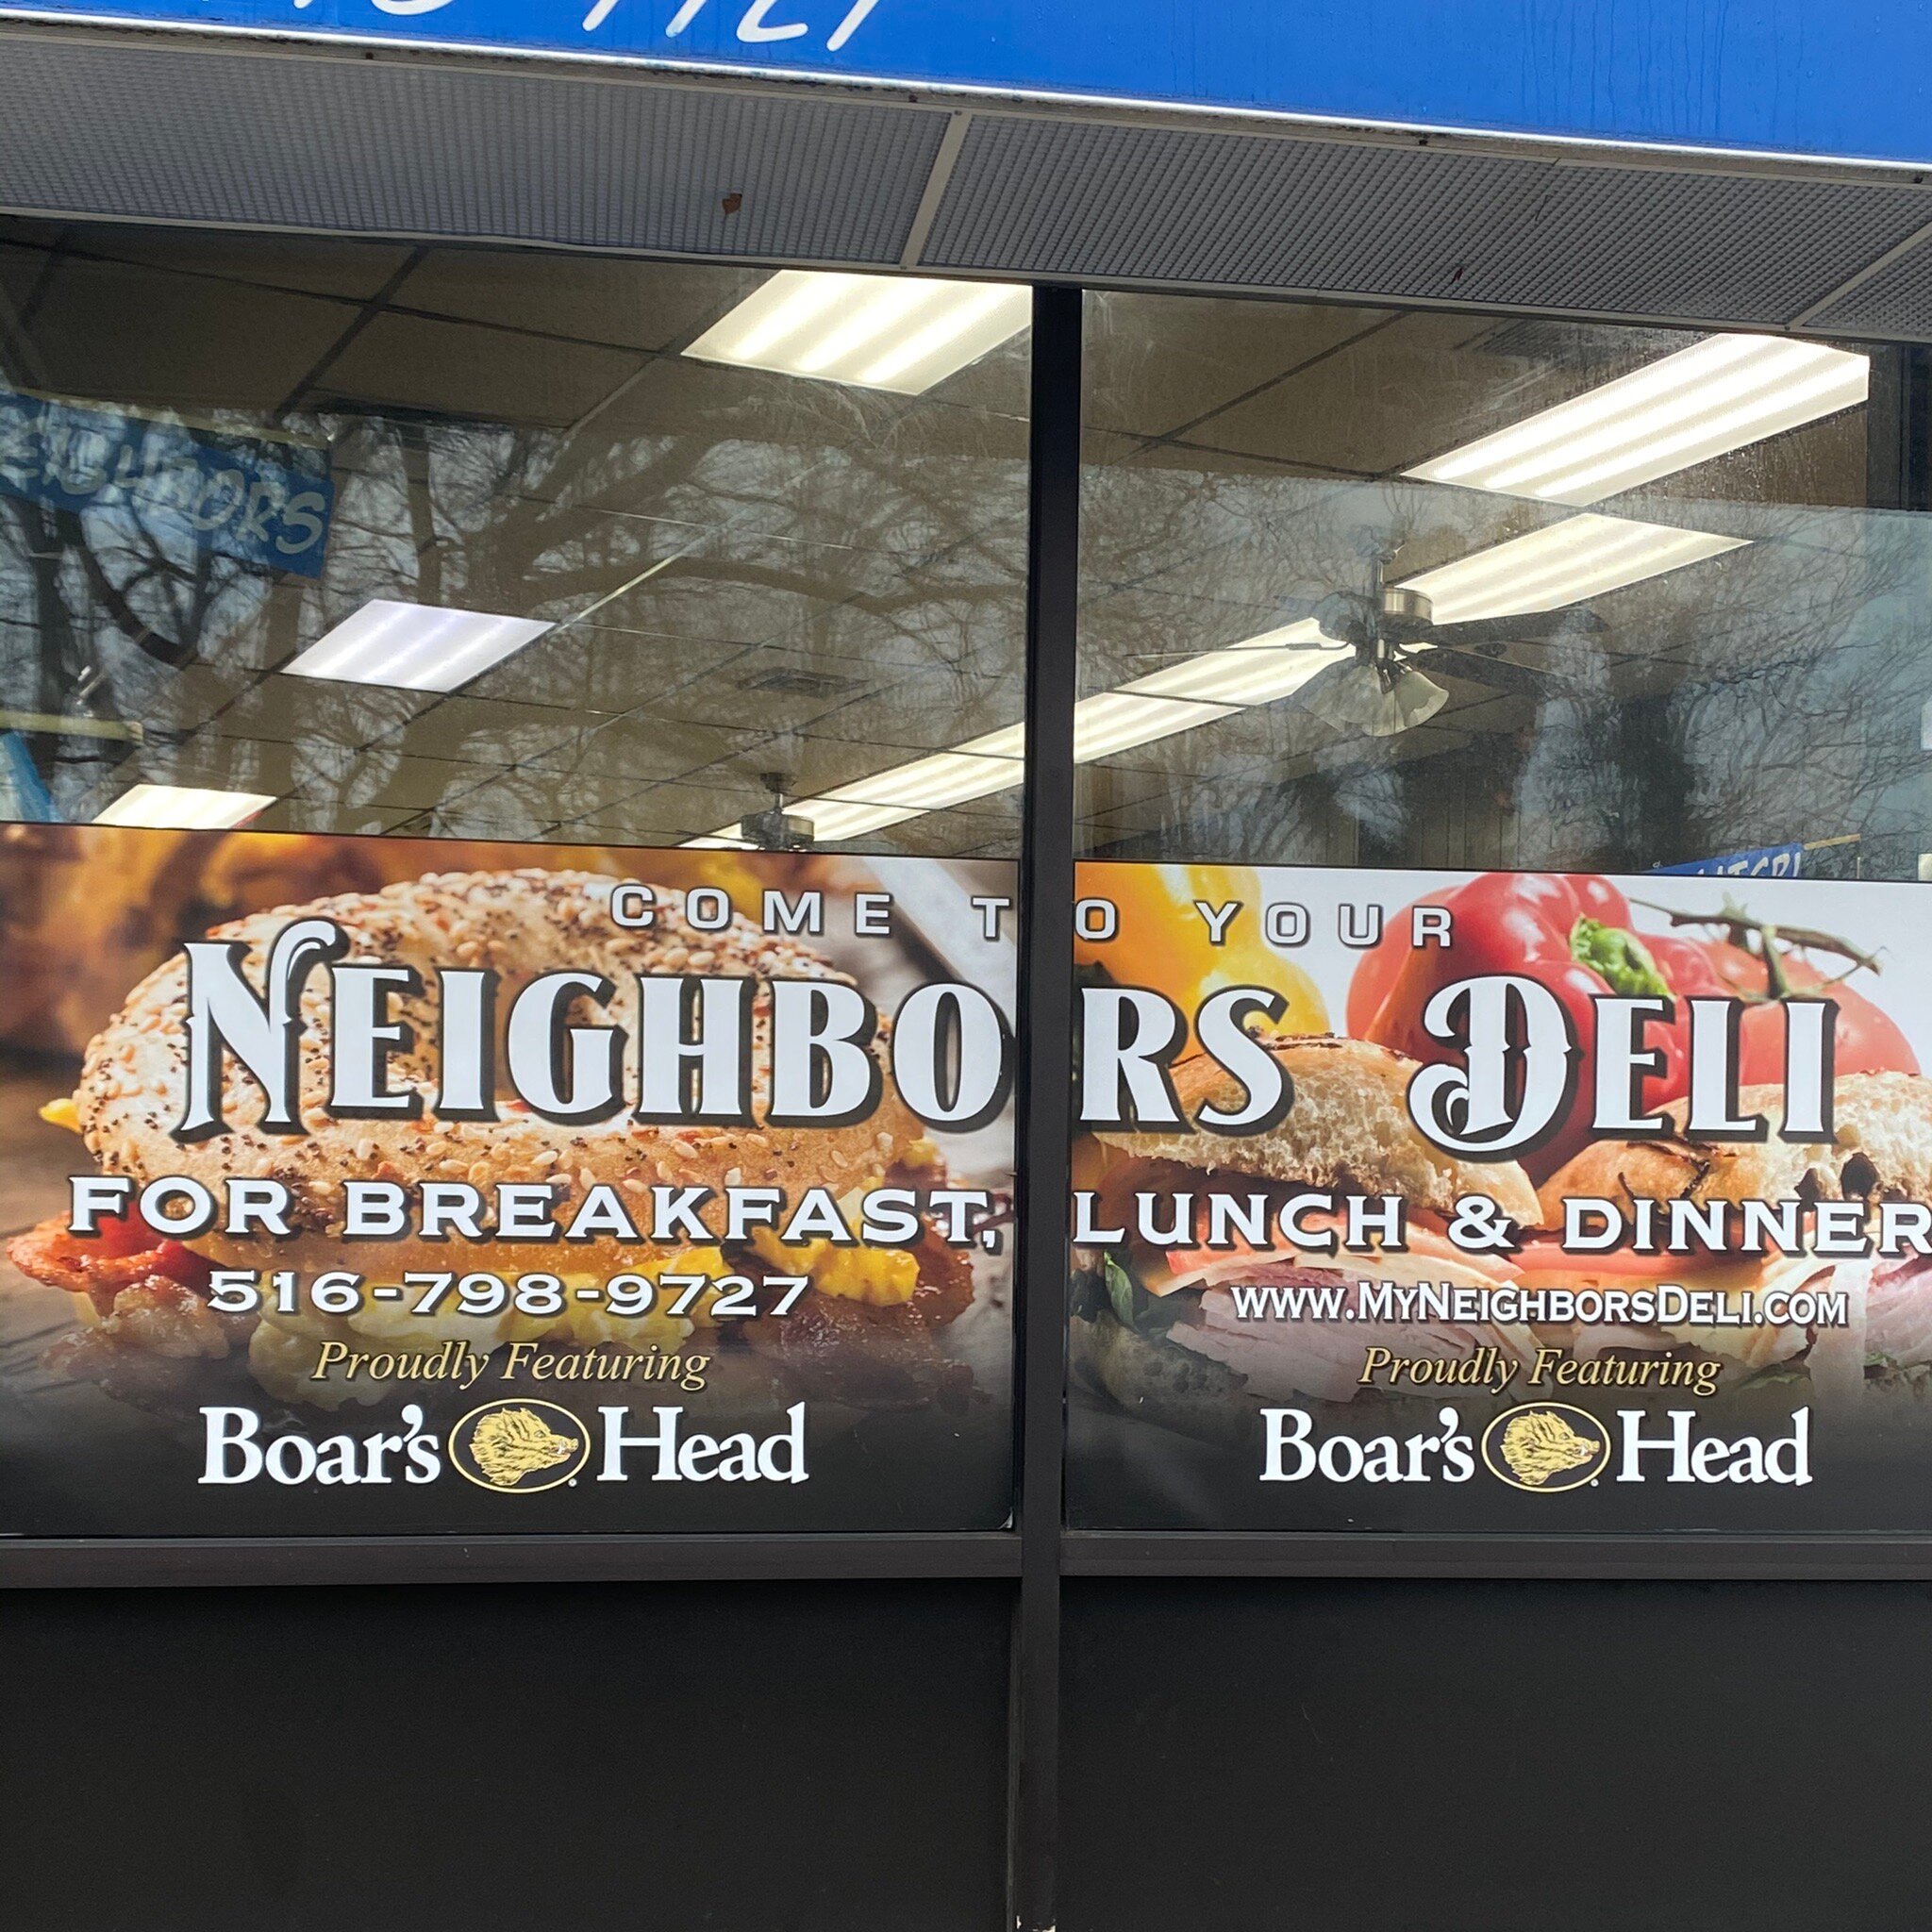 NEIGHBORS
COME TO YOUR
NEIGHBORS DELI
FOR BREAKFAST, LUNCH & DINNER
516-798-9727
www.MyNeighborsDeli.com
Proudly Featuring
Boar's Head
Proudly Featuring
Boar's Head